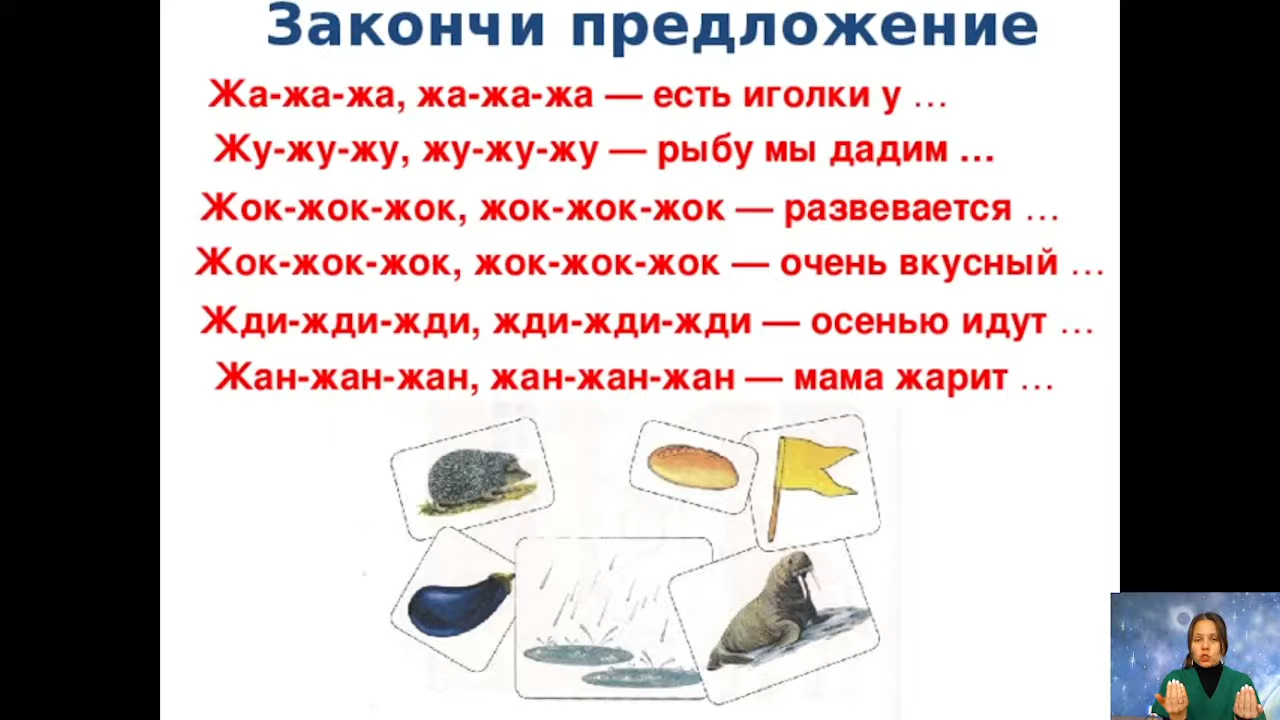 Закончи предложение
Жа-жа-жа, жа-жа-жа — есть иголки у …
Жу-жу-жу, жу-жу-жу — рыбу мы дадим …
Жок-жок-жок, жок-жок-жок — развевается …
Жок-жок-жок, жок-жок-жок — очень вкусный …
Жди-жди-жди, жди-жди-жди — осенью идут …
Жан-жан-жан, жан-жан-жан — мама жарит …